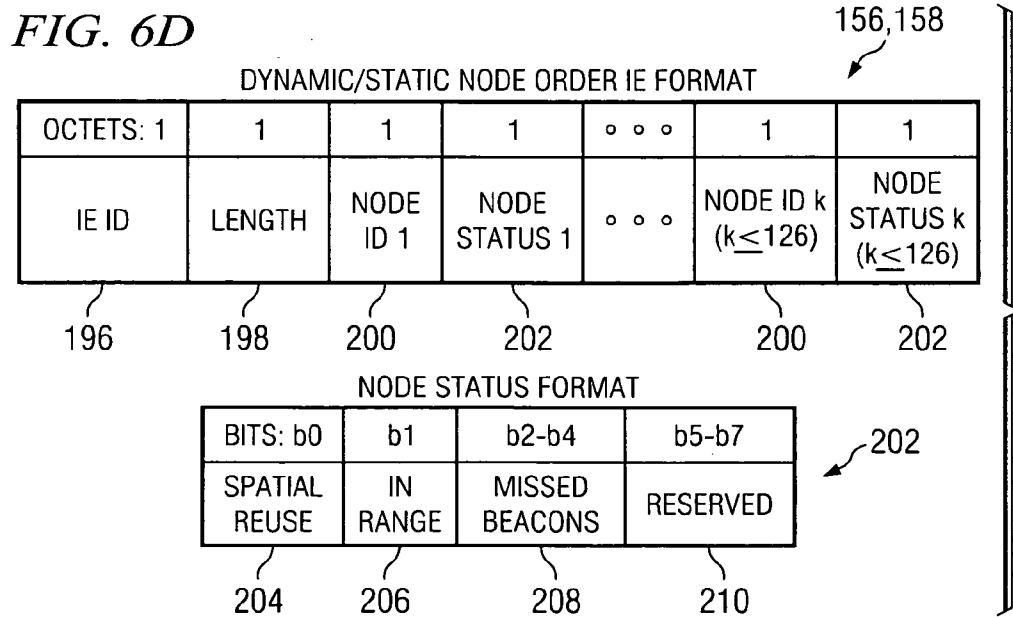 FIG. 6D
156,158
DYNAMIC/STATIC NODE ORDER IE FORMAT
OCTETS: 1 1 1 1 ∘ ∘ ∘ 1 1
IE ID LENGTH NODE ID 1 NODE STATUS 1 ∘ ∘ ∘ NODE ID k (k≤126) NODE STATUS k (k≤126)
196 198 200 202 200 202
NODE STATUS FORMAT
BITS: b0 b1 b2-b4 b5-b7
202
SPATIAL REUSE IN RANGE MISSED BEACONS RESERVED
204 206 208 210